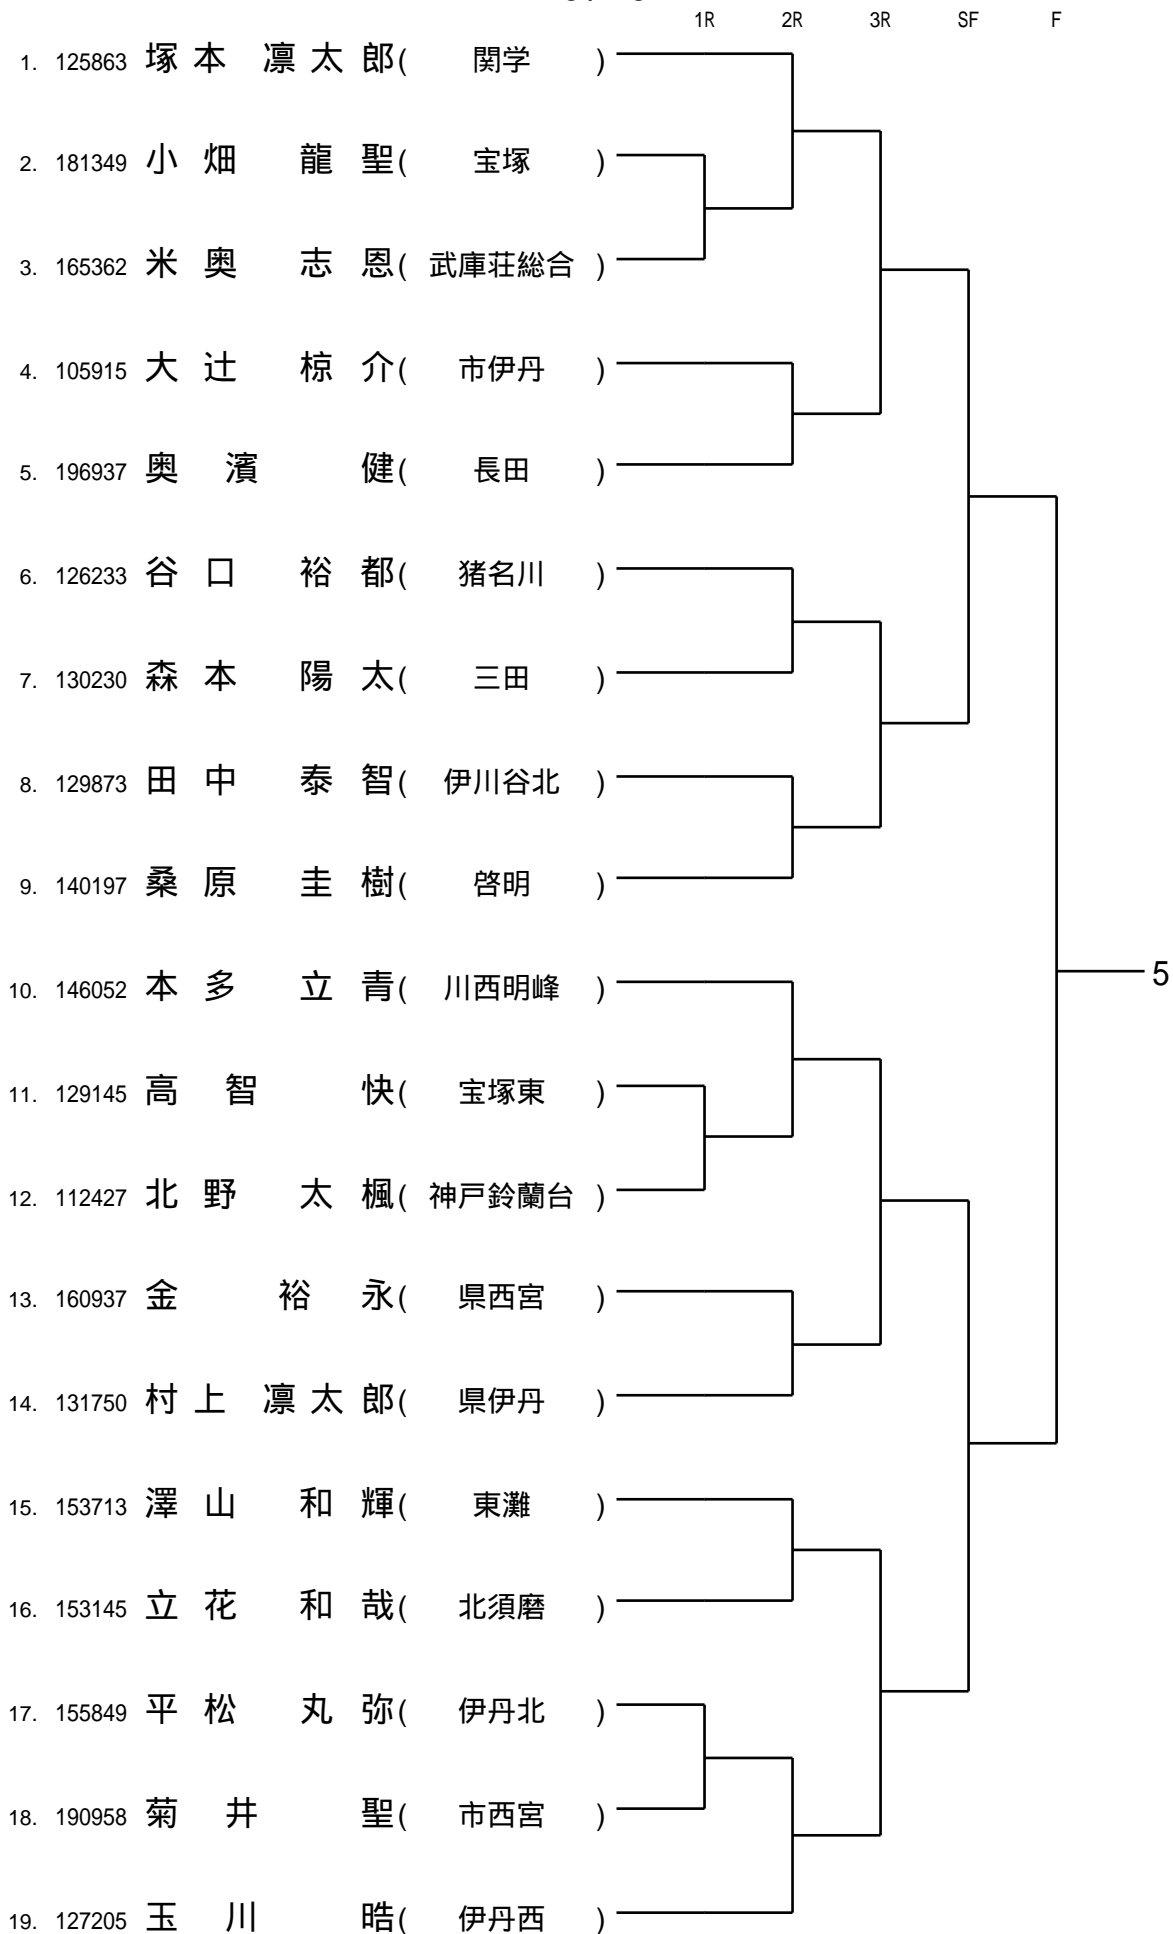 1R 2R 3R SF F
1. 125863 塚本 凛太郎( 関学 )
2. 181349 小畑 龍聖( 宝塚 )
3. 165362 米奥 志恩( 武庫荘総合 )
4. 105915 大辻 椋介( 市伊丹 )
5. 196937 奥濱 健( 長田 )
6. 126233 谷口 裕都( 猪名川 )
7. 130230 森本 陽太( 三田 )
8. 129873 田中 泰智( 伊川谷北 )
9. 140197 桑原 圭樹( 啓明 )
5
10. 146052 本多 立青( 川西明峰 )
11. 129145 高智 快( 宝塚東 )
12. 112427 北野 太楓( 神戸鈴蘭台 )
13. 160937 金 裕永( 県西宮 )
14. 131750 村上 凛太郎( 県伊丹 )
15. 153713 澤山 和輝( 東灘 )
16. 153145 立花 和哉( 北須磨 )
17. 155849 平松 丸弥( 伊丹北 )
18. 190958 菊井 聖( 市西宮 )
19. 127205 玉川 晧( 伊丹西 )